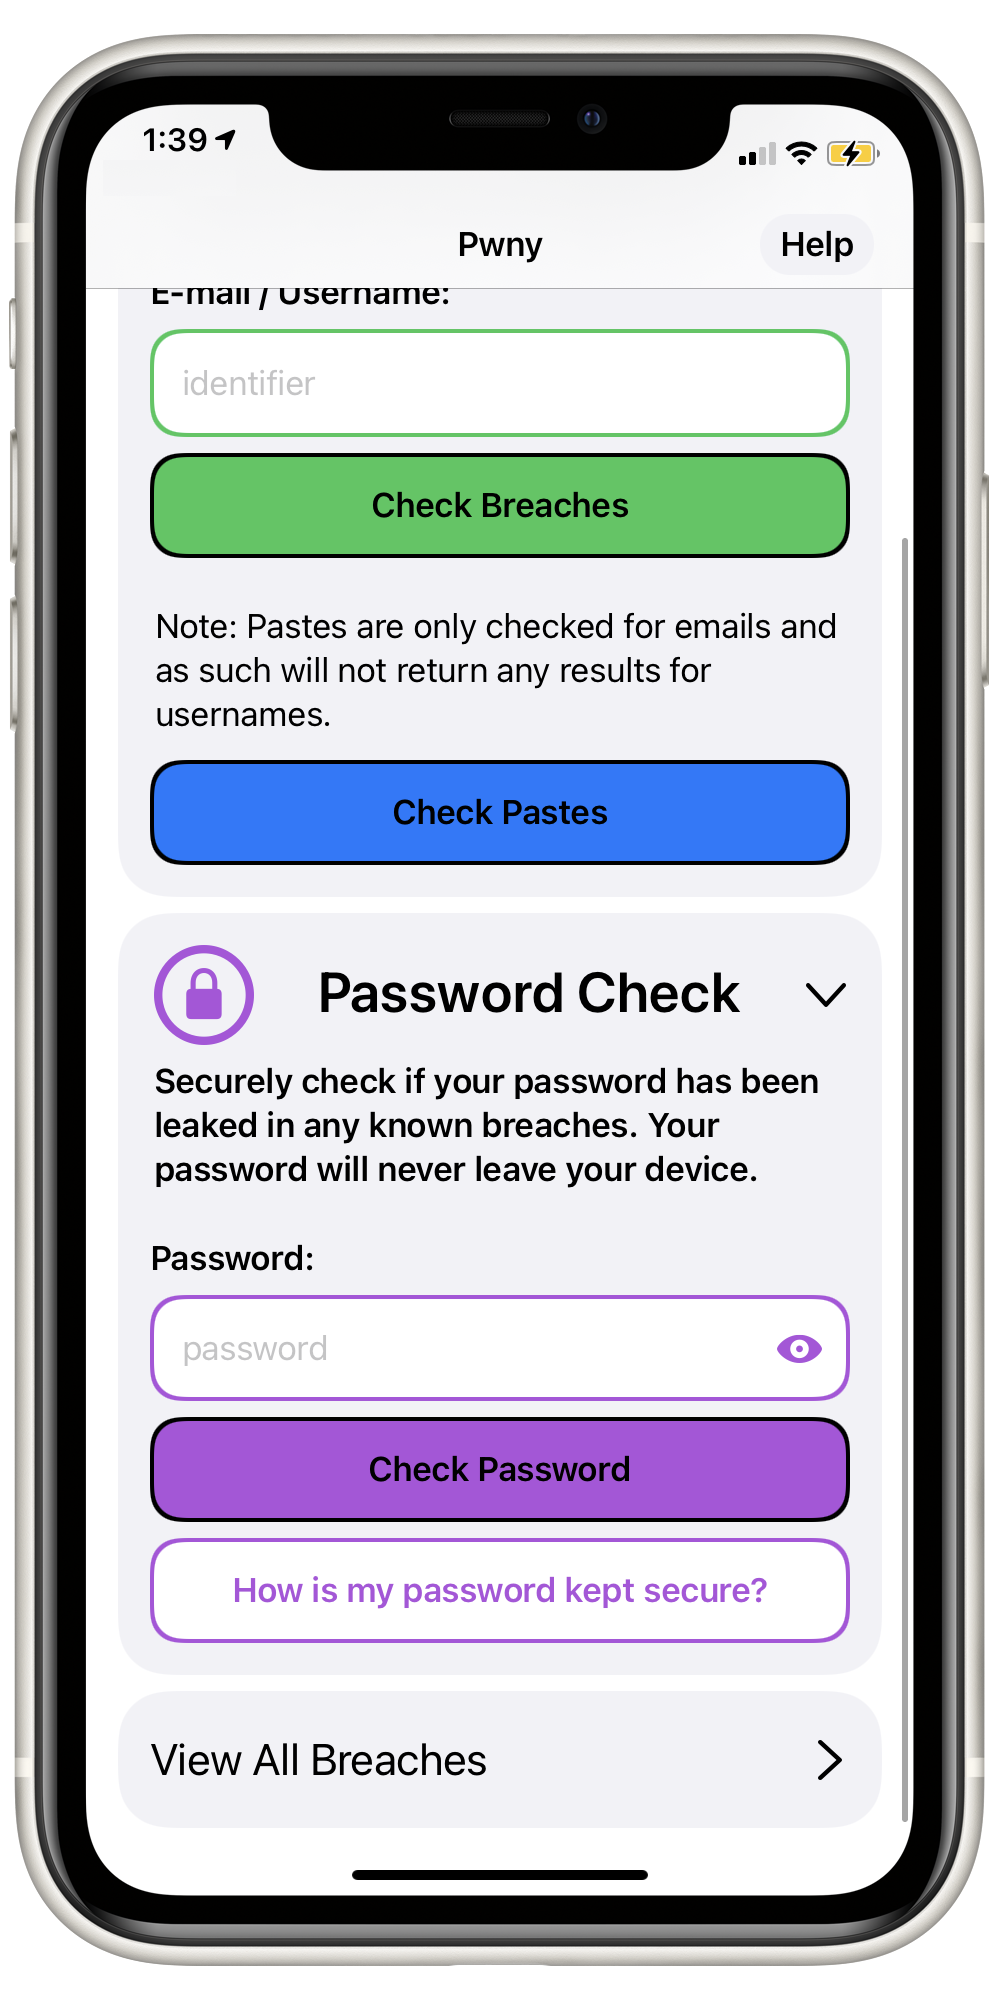 1:39
Pwny
Help
E-mail / Username:
identifier
Check Breaches
Note: Pastes are only checked for emails and
as such will not return any results for
usernames.
Check Pastes
Password Check
Securely check if your password has been
leaked in any known breaches. Your
password will never leave your device.
Password:
password
Check Password
How is my password kept secure?
View All Breaches